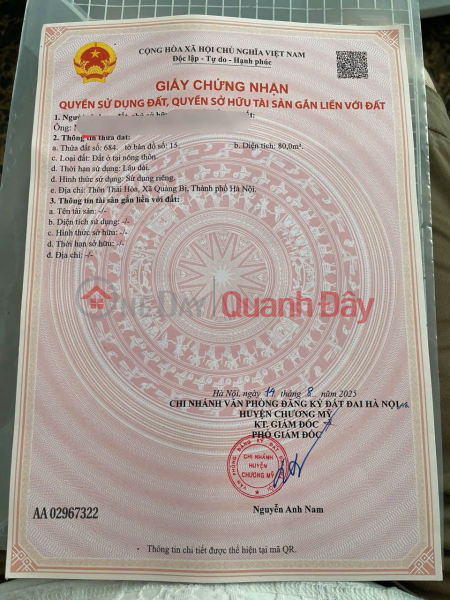 CỘNG HÒA XÃ HỘI CHỦ NGHĨA VIỆT NAM
Độc lập - Tự do - Hạnh phúc
GIẤY CHỨNG NHẬN
QUYỀN SỬ DỤNG ĐẤT, QUYỀN SỞ HỮU TÀI SẢN GẮN LIỀN VỚI ĐẤT
1. Người
Ông:
2. Thông tin thửa đất:
a. Thửa đất số: 684. tờ bản đồ số: 15. b. Diện tích: 80,0m².
c. Loại đất: Đất ở tại nông thôn.
d. Thời hạn sử dụng: Lâu dài.
đ. Hình thức sử dụng: Sử dụng riêng.
e. Địa chỉ: Thôn Thái Hòa, Xã Quảng Bị, Thành phố Hà Nội.
3. Thông tin tài sản gắn liền với đất:
a. Tên tài sản: -/-
b. Diện tích sử dụng: -/-
c. Hình thức sở hữu: -/-
d. Thời hạn sở hữu: -/-
đ. Địa chỉ: -/-
ONEDAY Quanh Đây
Hà Nội, ngày 14 tháng 8 năm 2025
CHI NHÁNH VĂN PHÒNG ĐĂNG KÝ ĐẤT ĐAI HÀ NỘI
HUYỆN CHƯƠNG MỸ
KT. GIÁM ĐỐC
PHÓ GIÁM ĐỐC
CHI NHÁNH
HUYỆN
CHƯƠNG MỸ
Nguyễn Anh Nam
AA 02967322
Thông tin chi tiết được thể hiện tại mã QR.